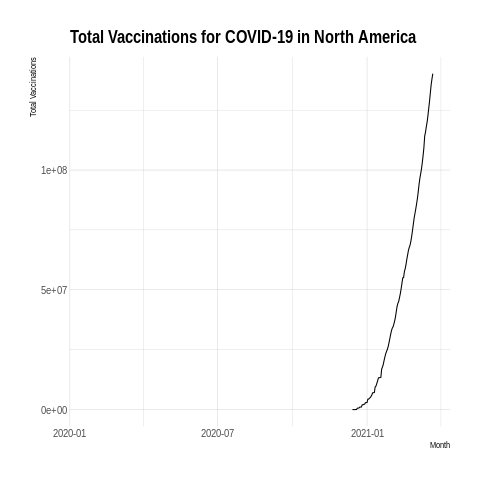 Total Vaccinations for COVID-19 in North America
Total Vaccinations
1e+08
5e+07
0e+00
2020-01
2020-07
2021-01
Month